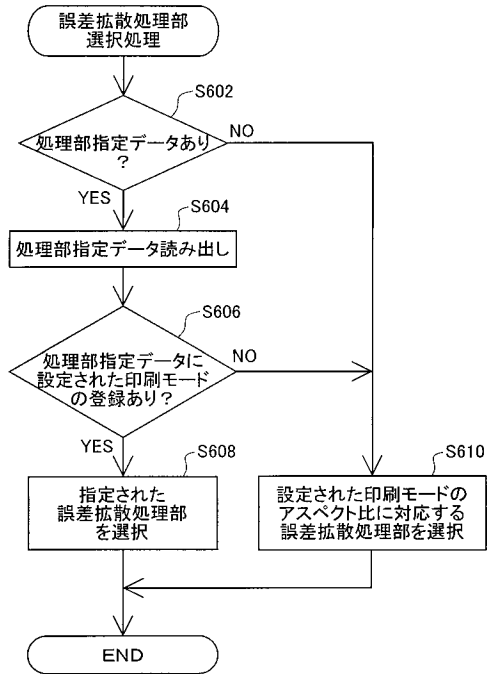 誤差拡散処理部
選択処理
S602
処理部指定データあり
?
NO
YES
S604
処理部指定データ読み出し
S606
処理部指定データに
設定された印刷モード
の登録あり？
NO
YES
S608
指定された
誤差拡散処理部
を選択
S610
設定された印刷モードの
アスペクト比に対応する
誤差拡散処理部を選択
END